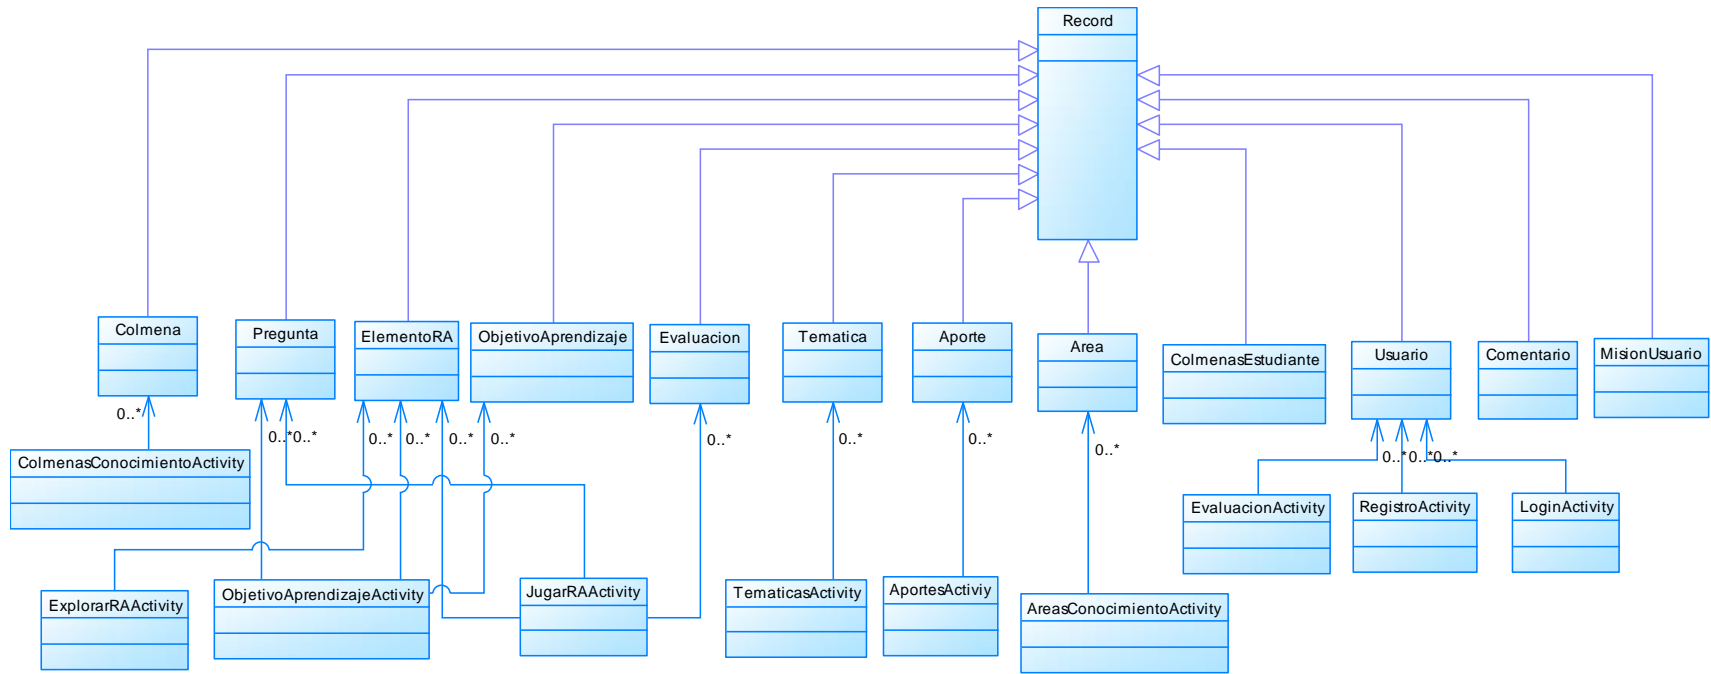 Record
Colmena
Pregunta
ElementoRA
ObjetivoAprendizaje
Evaluacion
Tematica
Aporte
Area
ColmenasEstudiante
Usuario
Comentario
MisionUsuario
0..*
0..*
0..*
0..*
0..*
0..*
0..*
0..*
0..*
0..*
0..*
0..*
0..*
0..*
ColmenasConocimientoActivity
EvaluacionActivity
RegistroActivity
LoginActivity
ExplorarRAActivity
ObjetivoAprendizajeActivity
JugarRAActivity
TematicasActivity
AportesActiviy
AreasConocimientoActivity